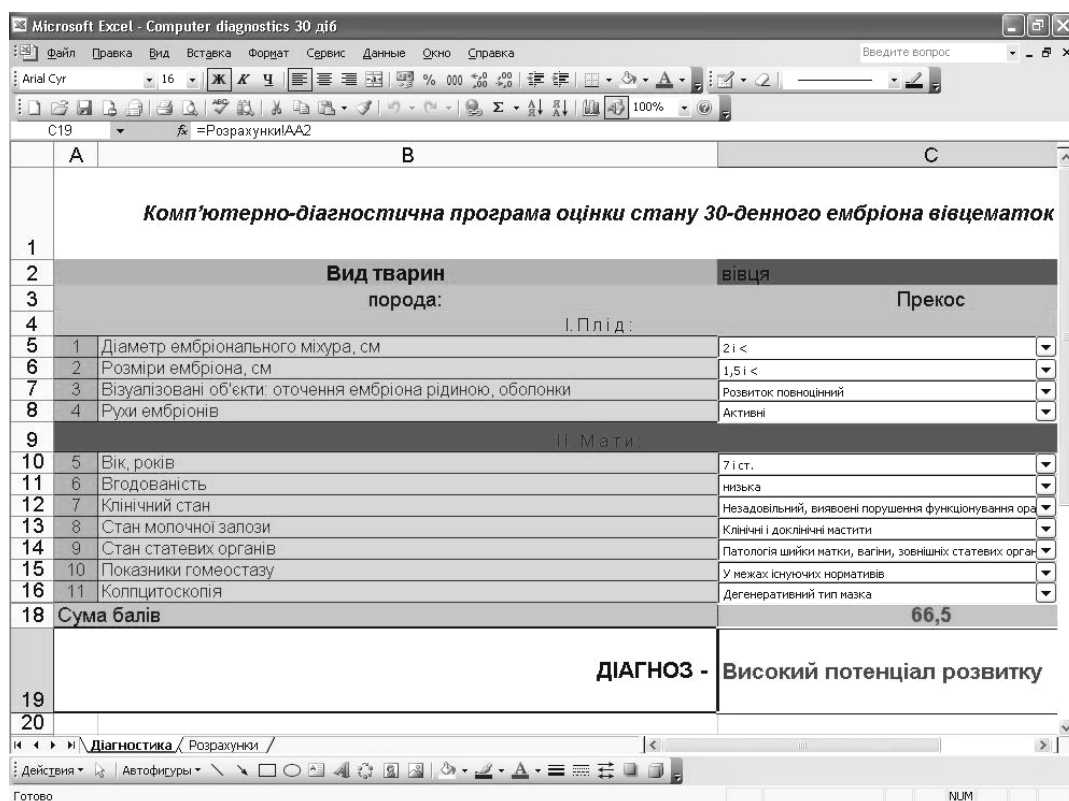 Microsoft Excel - Computer diagnostics 30 діб
Файл Правка Вид Вставка Формат Сервис Данные Окно Справка Введите вопрос
Arial Cyr 16 Ж К Ч % 000
100%
C19 fx =Розрахунки!AA2
A B C
1 Комп'ютерно-діагностична програма оцінки стану 30-денного ембріона вівцематок
2 Вид тварин вівця
3 порода: Прекос
4 І.Плід:
5 1 Діаметр ембріонального міхура, см 2 і <
6 2 Розміри ембріона, см 1,5 і <
7 3 Візуалізовані об'єкти: оточення ембріона рідиною, оболонки Розвиток повноцінний
8 4 Рухи ембріонів Активні
9 ІІ.Мати:
10 5 Вік, років 7 і ст.
11 6 Вгодованість низька
12 7 Клінічний стан Незадовільний, виявоені порушення функціонування ора
13 8 Стан молочної залози Клінічні і доклінічні мастити
14 9 Стан статевих органів Патологія шийки матки, вагіни, зовнішніх статевих орган
15 10 Показники гомеостазу У межах існуючих нормативів
16 11 Колпцитоскопія Дегенеративний тип мазка
18 Сума балів 66,5
19 ДІАГНОЗ - Високий потенціал розвитку
20
Діагностика Розрахунки
Действия Автофигуры
Готово NUM